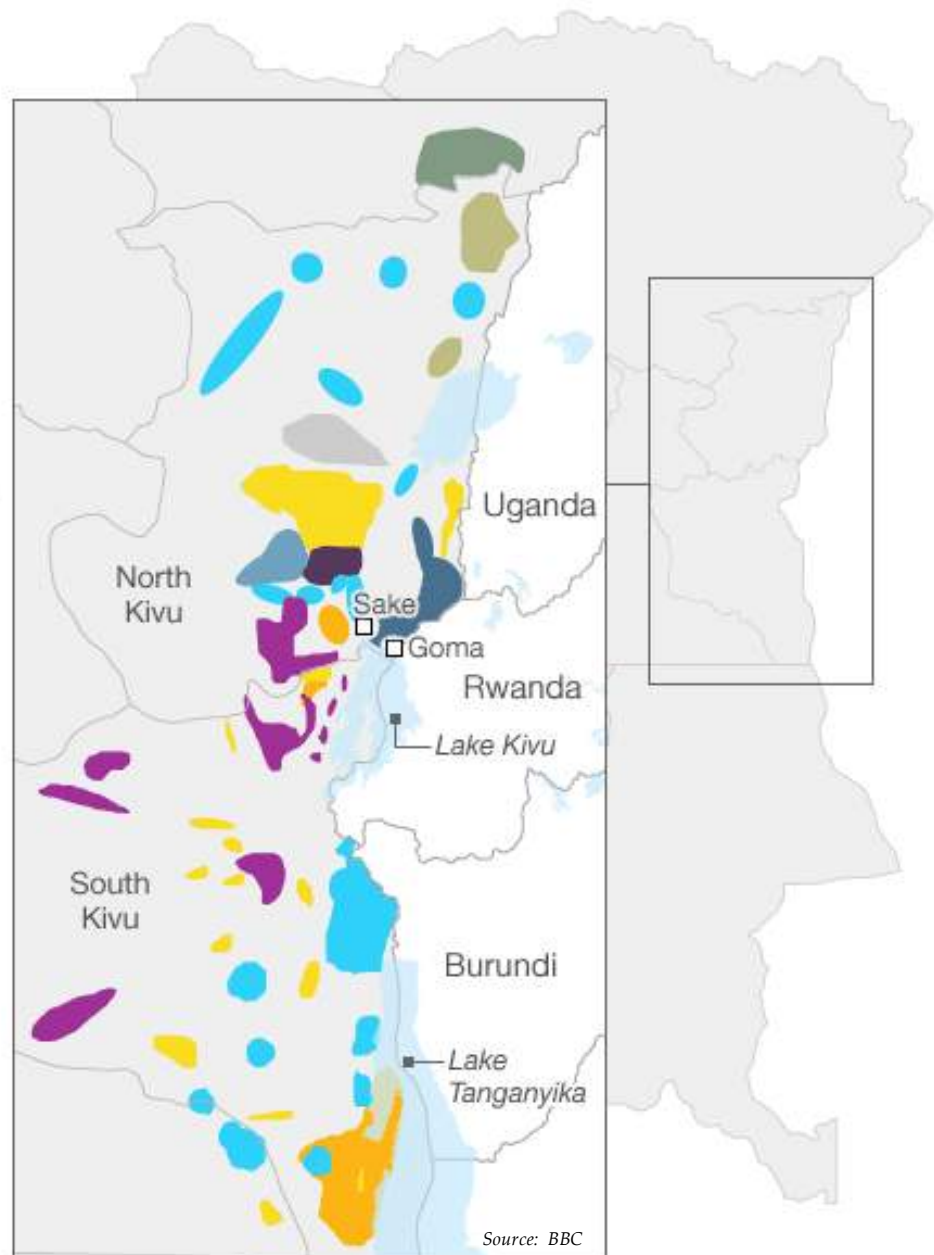 Uganda
North
Kivu
Sake
Goma
Rwanda
Lake Kivu
South
Kivu
Burundi
Lake
Tanganyika
Source: BBC